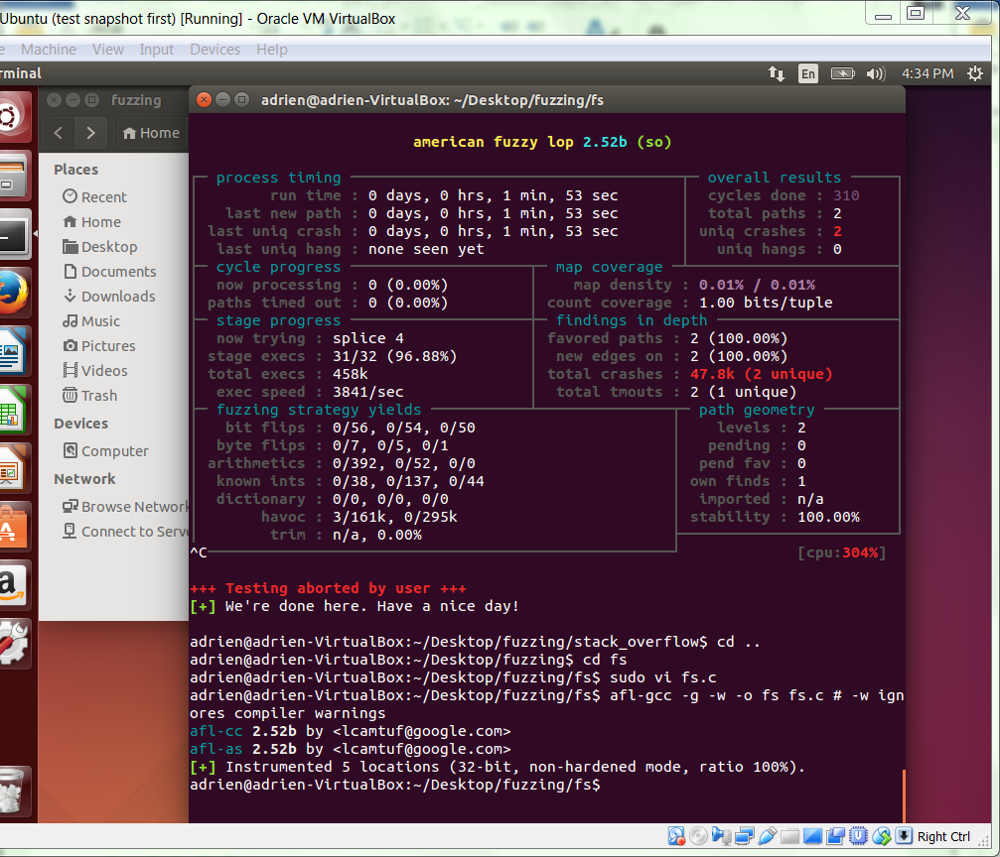 Ubuntu (test snapshot first) [Running] - Oracle VM VirtualBox
Machine View Input Devices Help
rminal
En
4:34 PM
fuzzing
Home
Places
Recent
Home
Desktop
Documents
Downloads
Music
Pictures
Videos
Trash
Devices
Computer
Network
Browse Network
Connect to Serve
adrien@adrien-VirtualBox: ~/Desktop/fuzzing/fs
american fuzzy lop 2.52b (so)
process timing
run time : 0 days, 0 hrs, 1 min, 53 sec
last new path : 0 days, 0 hrs, 1 min, 53 sec
last uniq crash : 0 days, 0 hrs, 1 min, 53 sec
last uniq hang : none seen yet
overall results
cycles done : 310
total paths : 2
uniq crashes : 2
uniq hangs : 0
cycle progress
now processing : 0 (0.00%)
paths timed out : 0 (0.00%)
map coverage
map density : 0.01% / 0.01%
count coverage : 1.00 bits/tuple
stage progress
now trying : splice 4
stage execs : 31/32 (96.88%)
total execs : 458k
exec speed : 3841/sec
findings in depth
favored paths : 2 (100.00%)
new edges on : 2 (100.00%)
total crashes : 47.8k (2 unique)
total tmouts : 2 (1 unique)
fuzzing strategy yields
bit flips : 0/56, 0/54, 0/50
byte flips : 0/7, 0/5, 0/1
arithmetics : 0/392, 0/52, 0/0
known ints : 0/38, 0/137, 0/44
dictionary : 0/0, 0/0, 0/0
havoc : 3/161k, 0/295k
trim : n/a, 0.00%
path geometry
levels : 2
pending : 0
pend fav : 0
own finds : 1
imported : n/a
stability : 100.00%
^C
[cpu:304%]
+++ Testing aborted by user +++
[+] We're done here. Have a nice day!
adrien@adrien-VirtualBox:~/Desktop/fuzzing/stack_overflow$ cd ..
adrien@adrien-VirtualBox:~/Desktop/fuzzing$ cd fs
adrien@adrien-VirtualBox:~/Desktop/fuzzing/fs$ sudo vi fs.c
adrien@adrien-VirtualBox:~/Desktop/fuzzing/fs$ afl-gcc -g -w -o fs fs.c # -w ign
ores compiler warnings
afl-cc 2.52b by <lcamtuf@google.com>
afl-as 2.52b by <lcamtuf@google.com>
[+] Instrumented 5 locations (32-bit, non-hardened mode, ratio 100%).
adrien@adrien-VirtualBox:~/Desktop/fuzzing/fs$
Right Ctrl